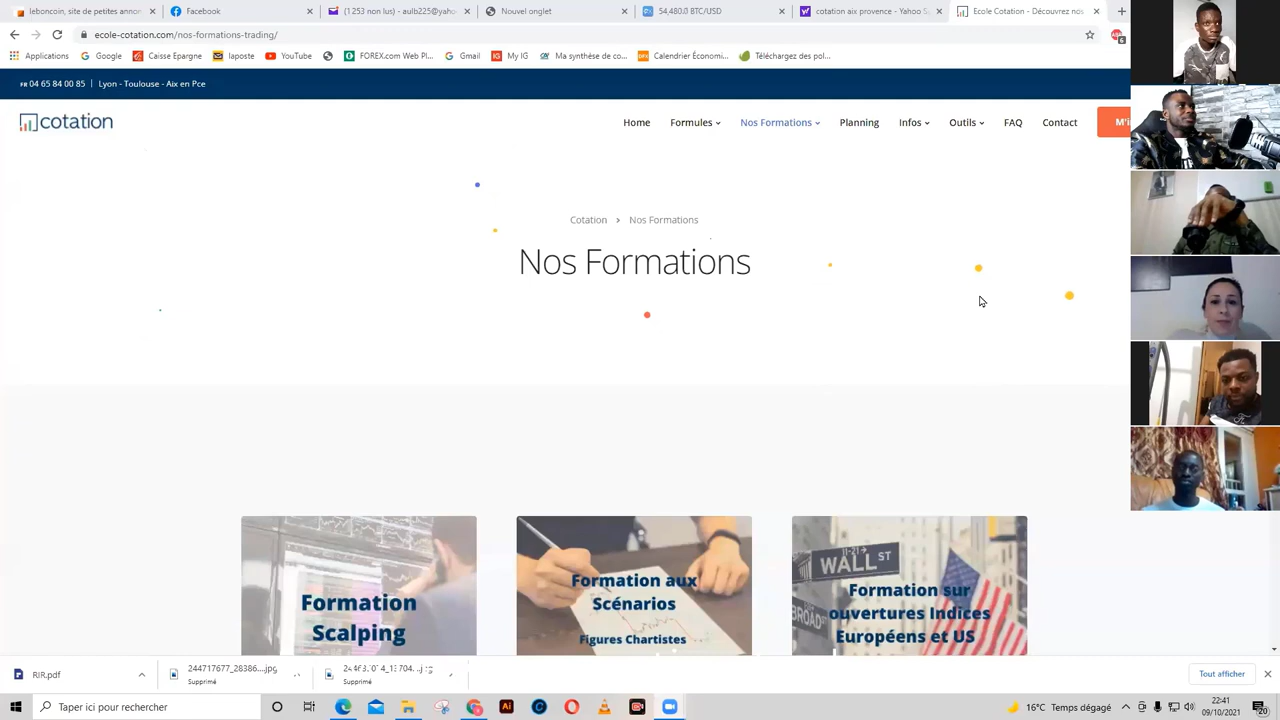 leboncoin, site de petites annon
Facebook
(1 253 non lus) - aulb225@yaho
Nouvel onglet
54,480.0 BTC/USD
cotation aix provence - Yahoo S
Ecole Cotation - Découvrez nos
ecole-cotation.com/nos-formations-trading/
Applications
Google
Caisse Epargne
laposte
YouTube
FOREX.com Web Pl...
Gmail
My IG
Ma synthèse de co...
Calendrier Économi...
Téléchargez des pol...
FR 04 65 84 00 85
Lyon - Toulouse - Aix en Pce
cotation
Home
Formules
Nos Formations
Planning
Infos
Outils
FAQ
Contact
Cotation > Nos Formations
Nos Formations
Formation
Scalping
Formation aux
Scénarios
Figures Chartistes
WALL ST
BROAD
Formation sur
ouvertures Indices
Européens et US
RIR.pdf
244717677_28386....jpg
Supprimé
Supprimé
Tout afficher
Taper ici pour rechercher
16°C Temps dégagé
22:41
09/10/2021